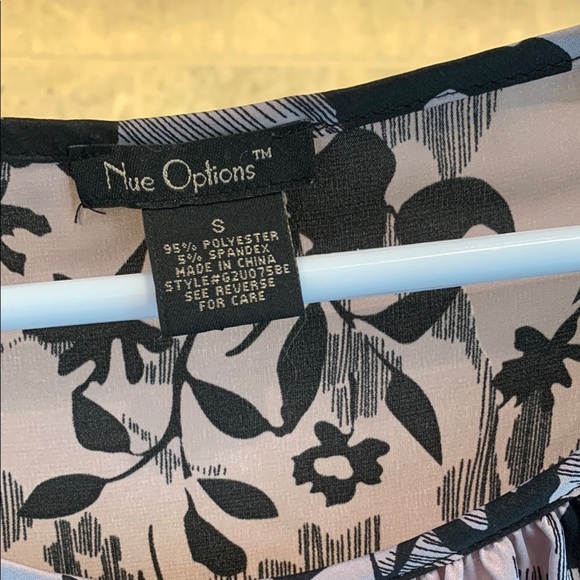 Nue Options™
S
95% POLYESTER
5% SPANDEX
MADE IN CHINA
STYLE#G2U075BE
SEE REVERSE
FOR CARE